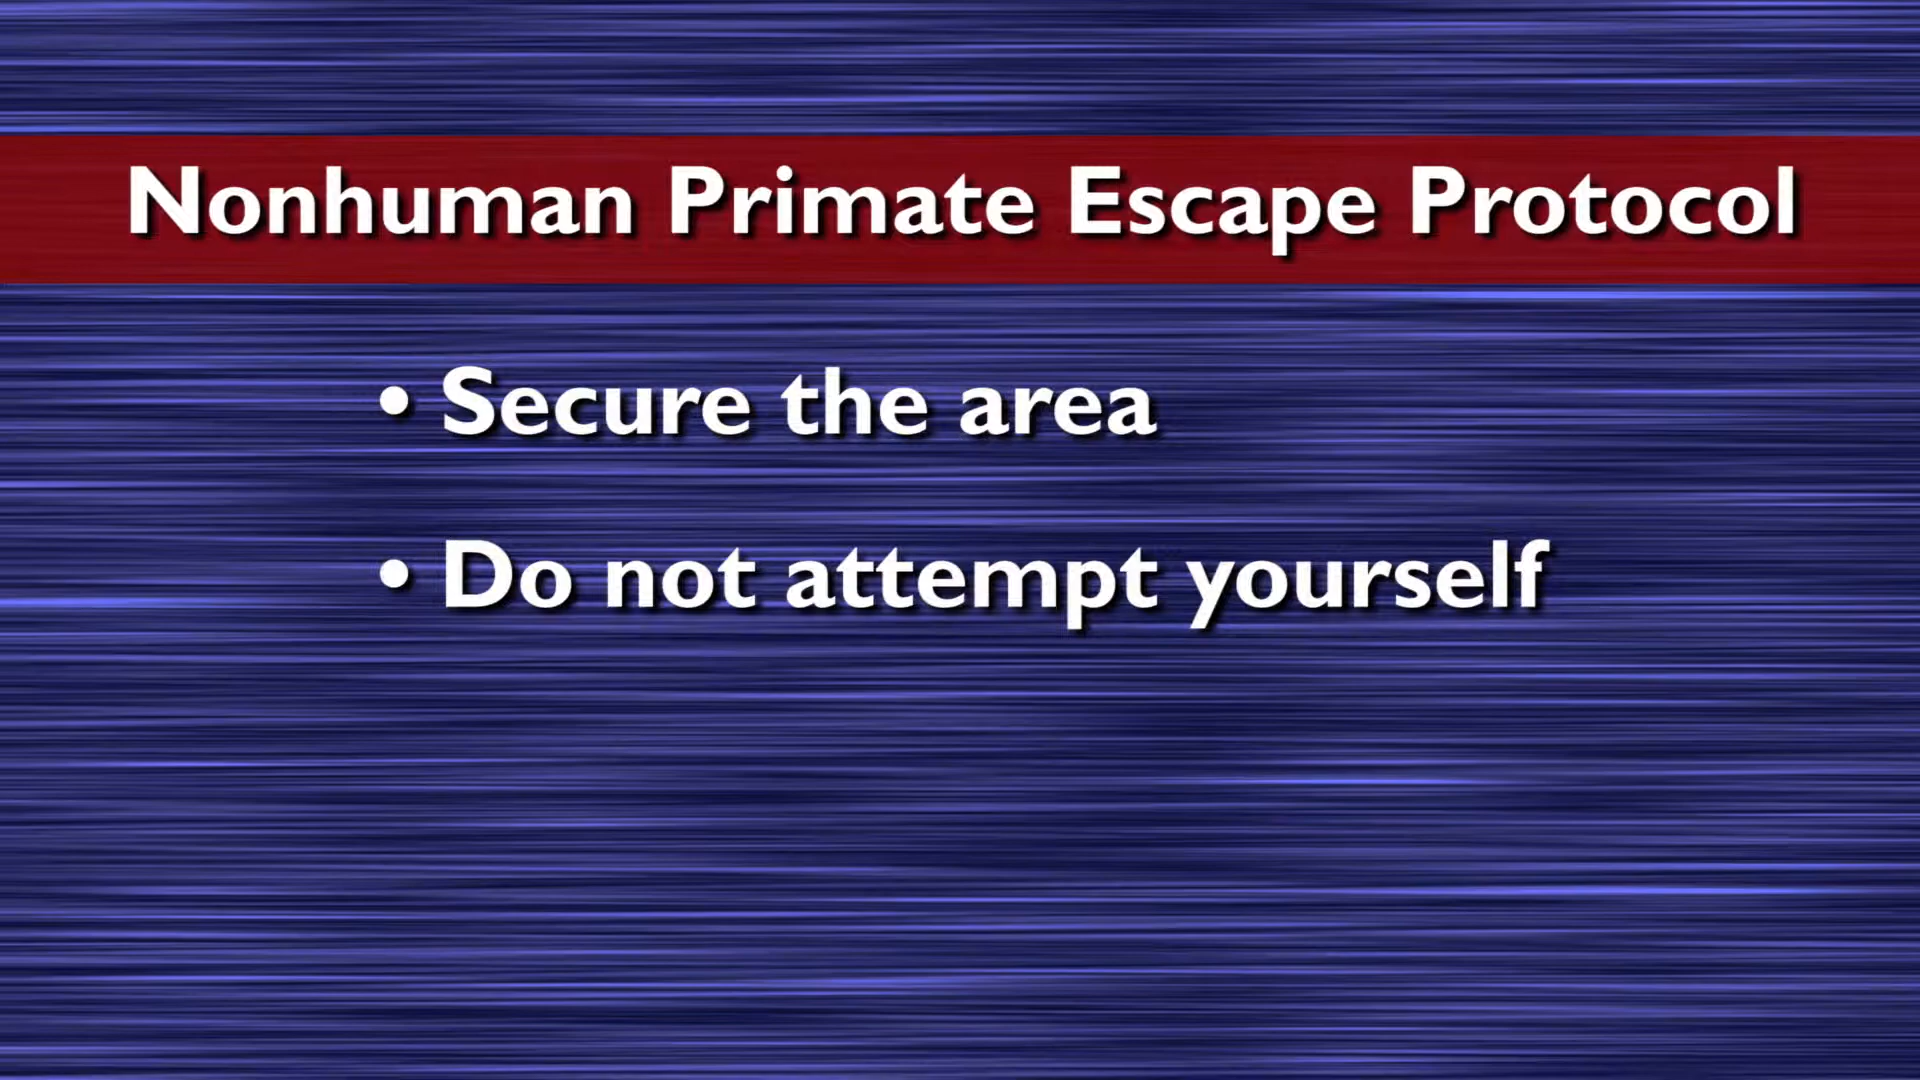 Nonhuman Primate Escape Protocol
• Secure the area
• Do not attempt yourself